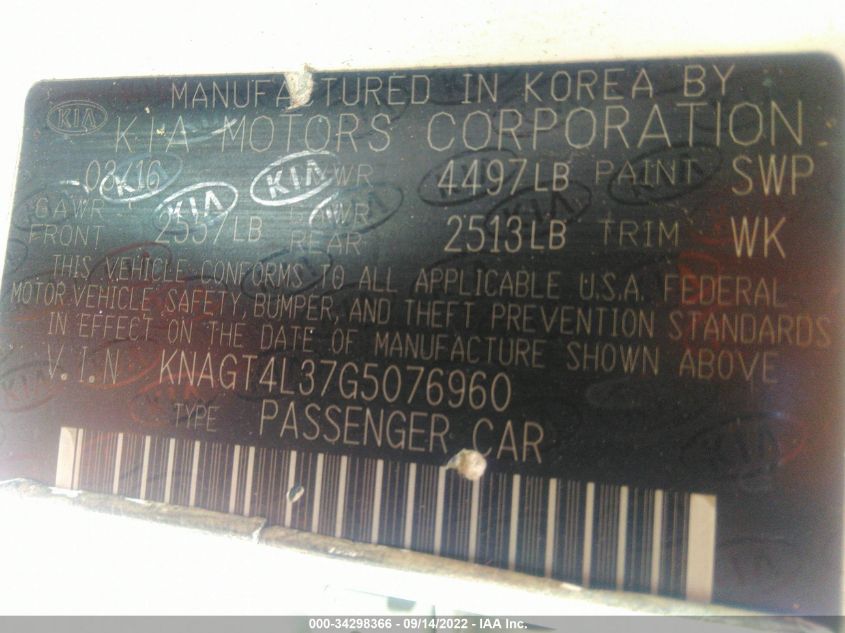 MANUFACTURED IN KOREA BY
KIA KIA MOTORS CORPORATION
03/16 GVWR 4497LB PAINT SWP
GAWR FRONT 2557LB GAWR REAR 2513LB TRIM WK
THIS VEHICLE CONFORMS TO ALL APPLICABLE U.S.A. FEDERAL
MOTOR VEHICLE SAFETY, BUMPER, AND THEFT PREVENTION STANDARDS
IN EFFECT ON THE DATE OF MANUFACTURE SHOWN ABOVE
V.I.N KNAGT4L37G5076960
TYPE PASSENGER CAR
000-34298366 - 09/14/2022 - IAA Inc.